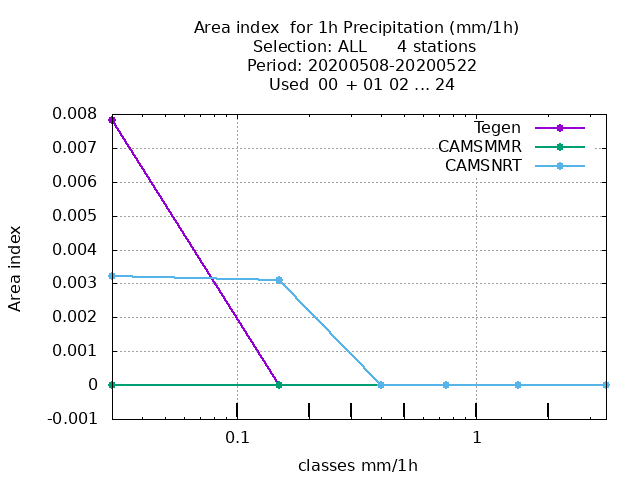 Area index  for 1h Precipitation (mm/1h)
Selection: ALL      4 stations
Period: 20200508-20200522
Used  00  + 01 02 ... 24
0.008
0.007
0.006
0.005
0.004
0.003
0.002
0.001
0
-0.001
Area index
Tegen
CAMSMMR
CAMSNRT
0.1
1
classes mm/1h